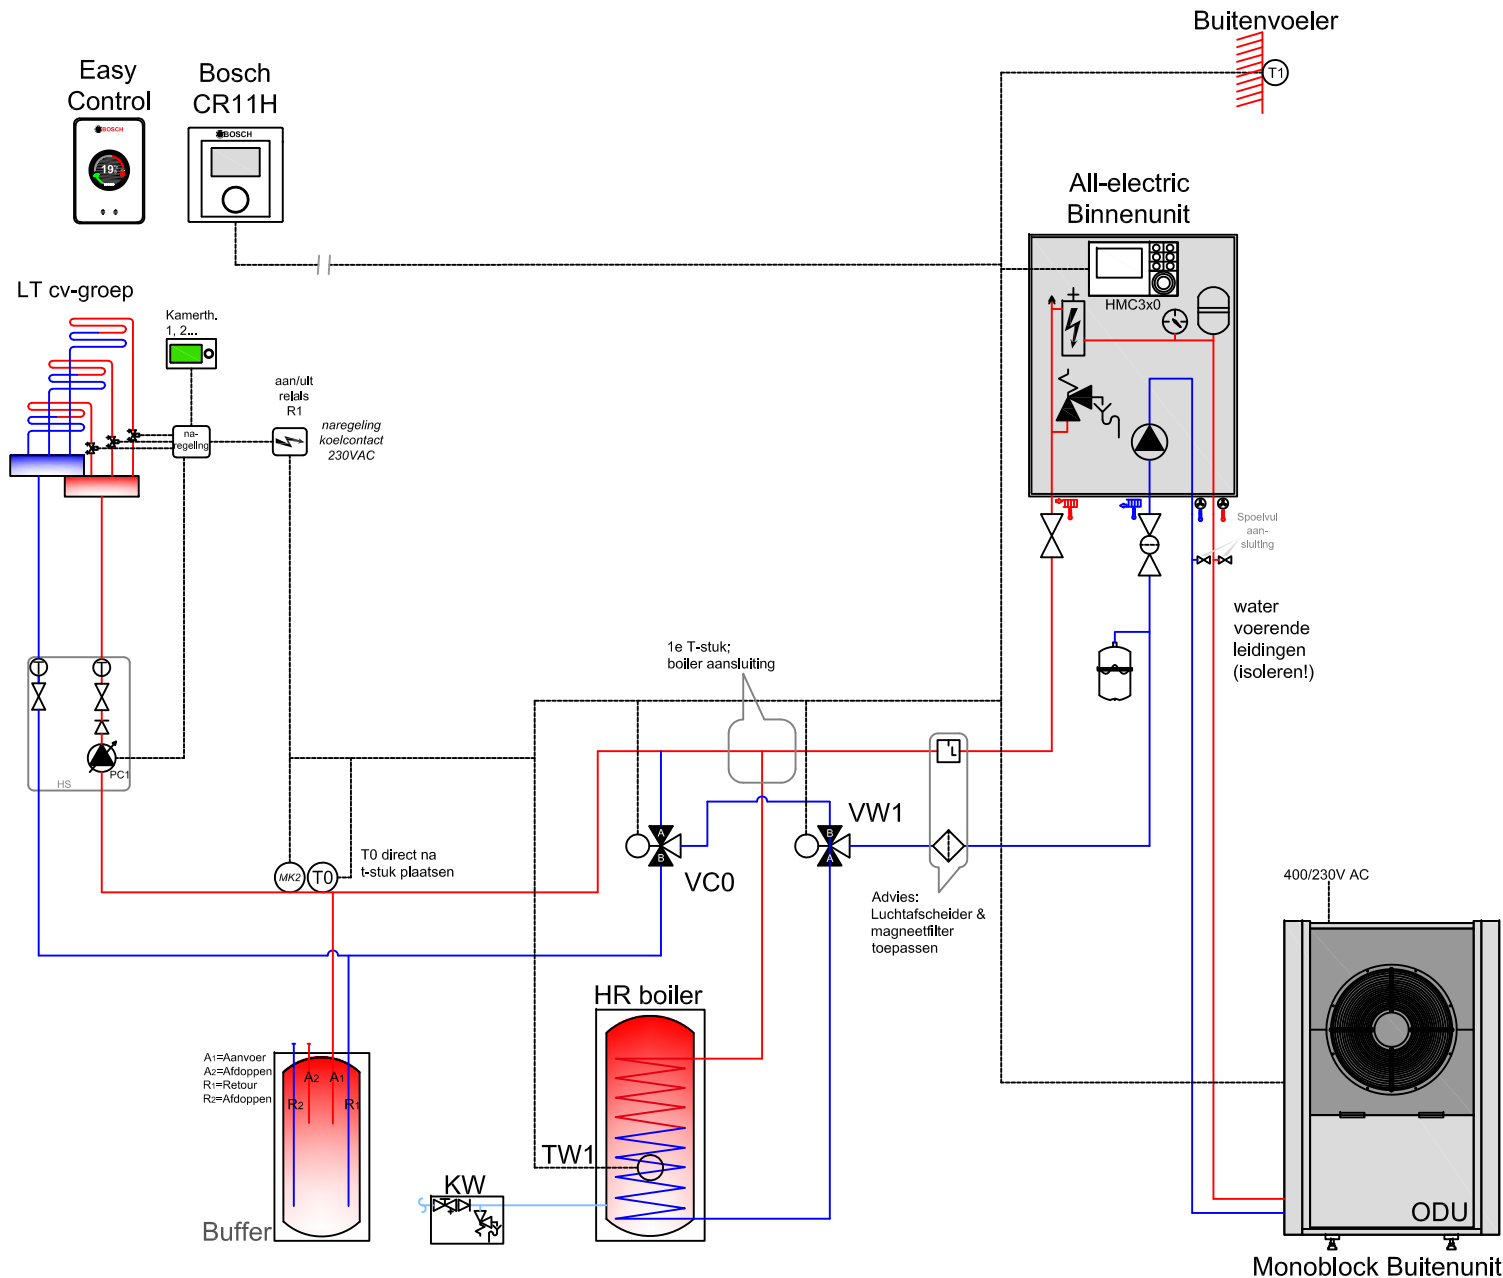 Buitenvoeler
T1
Easy
Control
BOSCH
19
Bosch
CR11H
BOSCH
All-electric
Binnenunit
HMC3x0
LT cv-groep
Kamerth.
1, 2...
aan/uit
relais
R1
naregeling
koelcontact
230VAC
na-
regeling
Spoelvul
aan-
sluiting
water
voerende
leidingen
(isoleren!)
1e T-stuk;
boiler aansluiting
T
T
PC1
HS
L
A
B
VC0
B
A
VW1
MK2
T0
T0 direct na
t-stuk plaatsen
Advies:
Luchtafscheider &
magneetfilter
toepassen
400/230V AC
HR boiler
A1=Aanvoer
A2=Afdoppen
R1=Retour
R2=Afdoppen
A2 A1
R2 R1
Buffer
TW1
KW
ODU
Monoblock Buitenunit